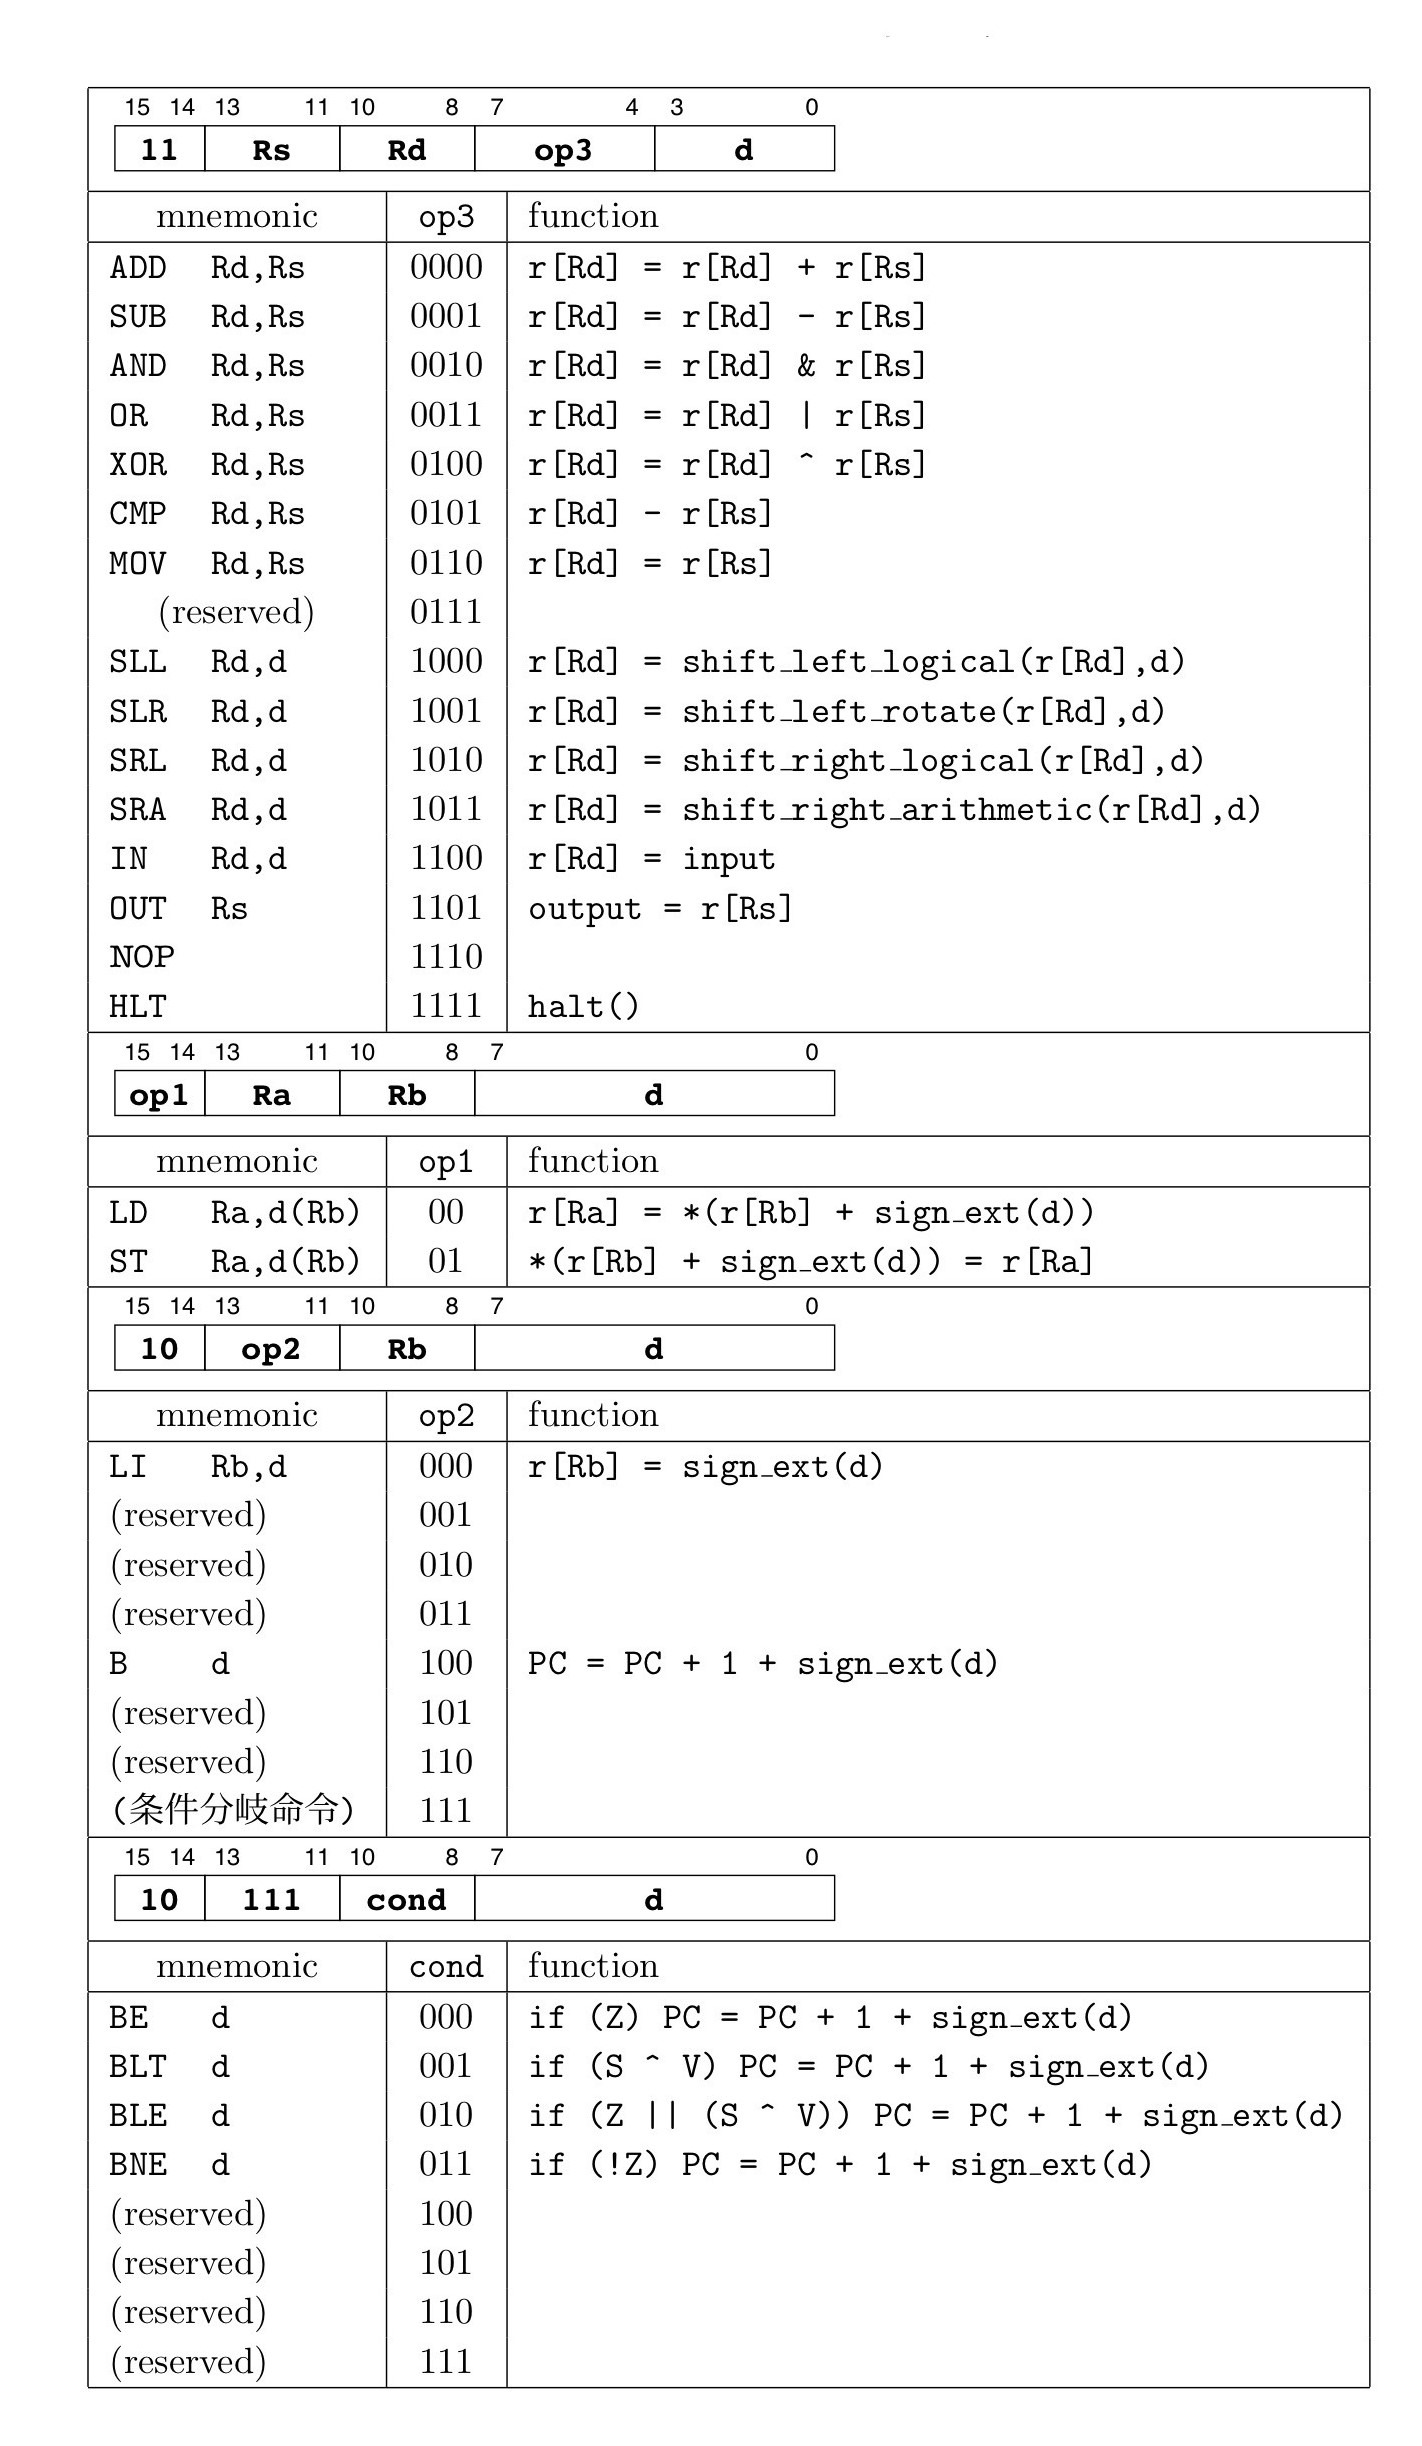 15 14 13 11 10 8 7 4 3 0
11 Rs Rd op3 d
mnemonic op3 function
ADD Rd,Rs 0000 r[Rd] = r[Rd] + r[Rs]
SUB Rd,Rs 0001 r[Rd] = r[Rd] - r[Rs]
AND Rd,Rs 0010 r[Rd] = r[Rd] & r[Rs]
OR Rd,Rs 0011 r[Rd] = r[Rd] | r[Rs]
XOR Rd,Rs 0100 r[Rd] = r[Rd] ^ r[Rs]
CMP Rd,Rs 0101 r[Rd] - r[Rs]
MOV Rd,Rs 0110 r[Rd] = r[Rs]
(reserved) 0111
SLL Rd,d 1000 r[Rd] = shift_left_logical(r[Rd],d)
SLR Rd,d 1001 r[Rd] = shift_left_rotate(r[Rd],d)
SRL Rd,d 1010 r[Rd] = shift_right_logical(r[Rd],d)
SRA Rd,d 1011 r[Rd] = shift_right_arithmetic(r[Rd],d)
IN Rd,d 1100 r[Rd] = input
OUT Rs 1101 output = r[Rs]
NOP 1110
HLT 1111 halt()
15 14 13 11 10 8 7 0
op1 Ra Rb d
mnemonic op1 function
LD Ra,d(Rb) 00 r[Ra] = *(r[Rb] + sign_ext(d))
ST Ra,d(Rb) 01 *(r[Rb] + sign_ext(d)) = r[Ra]
15 14 13 11 10 8 7 0
10 op2 Rb d
mnemonic op2 function
LI Rb,d 000 r[Rb] = sign_ext(d)
(reserved) 001
(reserved) 010
(reserved) 011
B d 100 PC = PC + 1 + sign_ext(d)
(reserved) 101
(reserved) 110
(条件分岐命令) 111
15 14 13 11 10 8 7 0
10 111 cond d
mnemonic cond function
BE d 000 if (Z) PC = PC + 1 + sign_ext(d)
BLT d 001 if (S ^ V) PC = PC + 1 + sign_ext(d)
BLE d 010 if (Z || (S ^ V)) PC = PC + 1 + sign_ext(d)
BNE d 011 if (!Z) PC = PC + 1 + sign_ext(d)
(reserved) 100
(reserved) 101
(reserved) 110
(reserved) 111